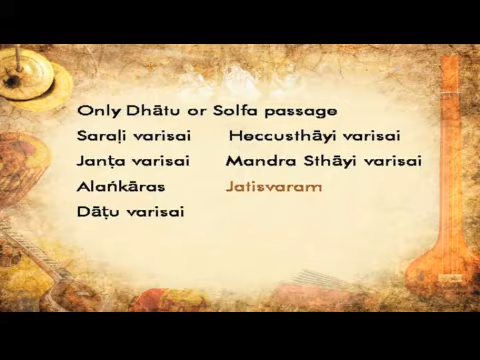 Only Dhātu or Solfa passage
Saraḷi varisai Heccusthāyi varisai
Janṭa varisai Mandra Sthāyi varisai
Alaṅkāras Jatisvaram
Dāṭu varisai